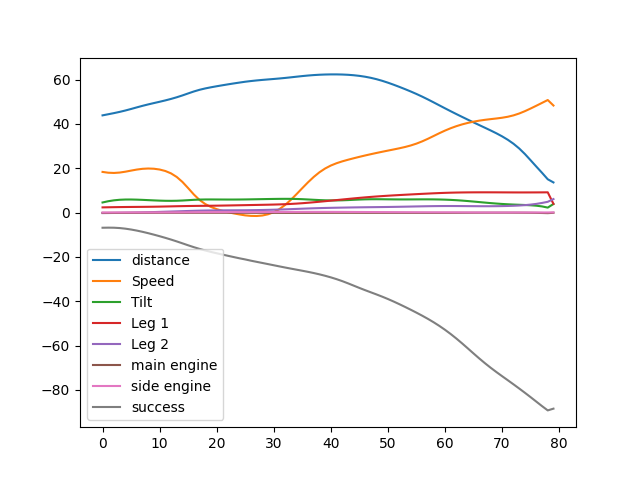 60
40
20
0
−20
−40
−60
−80
distance
Speed
Tilt
Leg 1
Leg 2
main engine
side engine
success
0 10 20 30 40 50 60 70 80